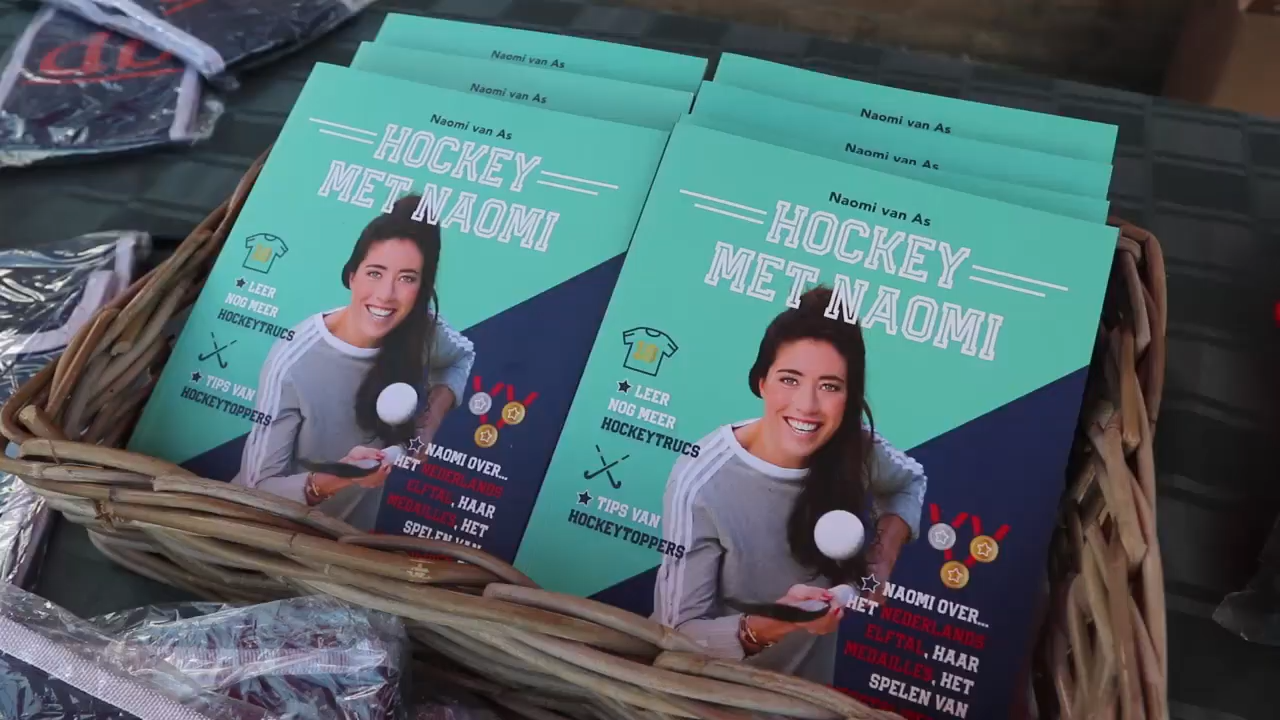 Naomi van As
Naomi van As
Naomi van As
HOCKEY
MET NAOMI
LEER
NOG MEER
HOCKEYTRUCS
TIPS VAN
HOCKEYTOPPERS
NAOMI OVER...
HET NEDERLANDS
ELFTAL, HAAR
MEDAILLES, HET
SPELEN VAN
Naomi van As
Naomi van As
Naomi van As
HOCKEY
MET NAOMI
LEER
NOG MEER
HOCKEYTRUCS
TIPS VAN
HOCKEYTOPPERS
NAOMI OVER...
HET NEDERLANDS
ELFTAL, HAAR
MEDAILLES, HET
SPELEN VAN